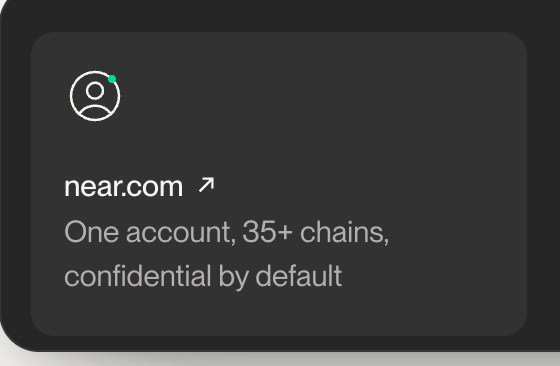 near.com ↗
One account, 35+ chains,
confidential by default